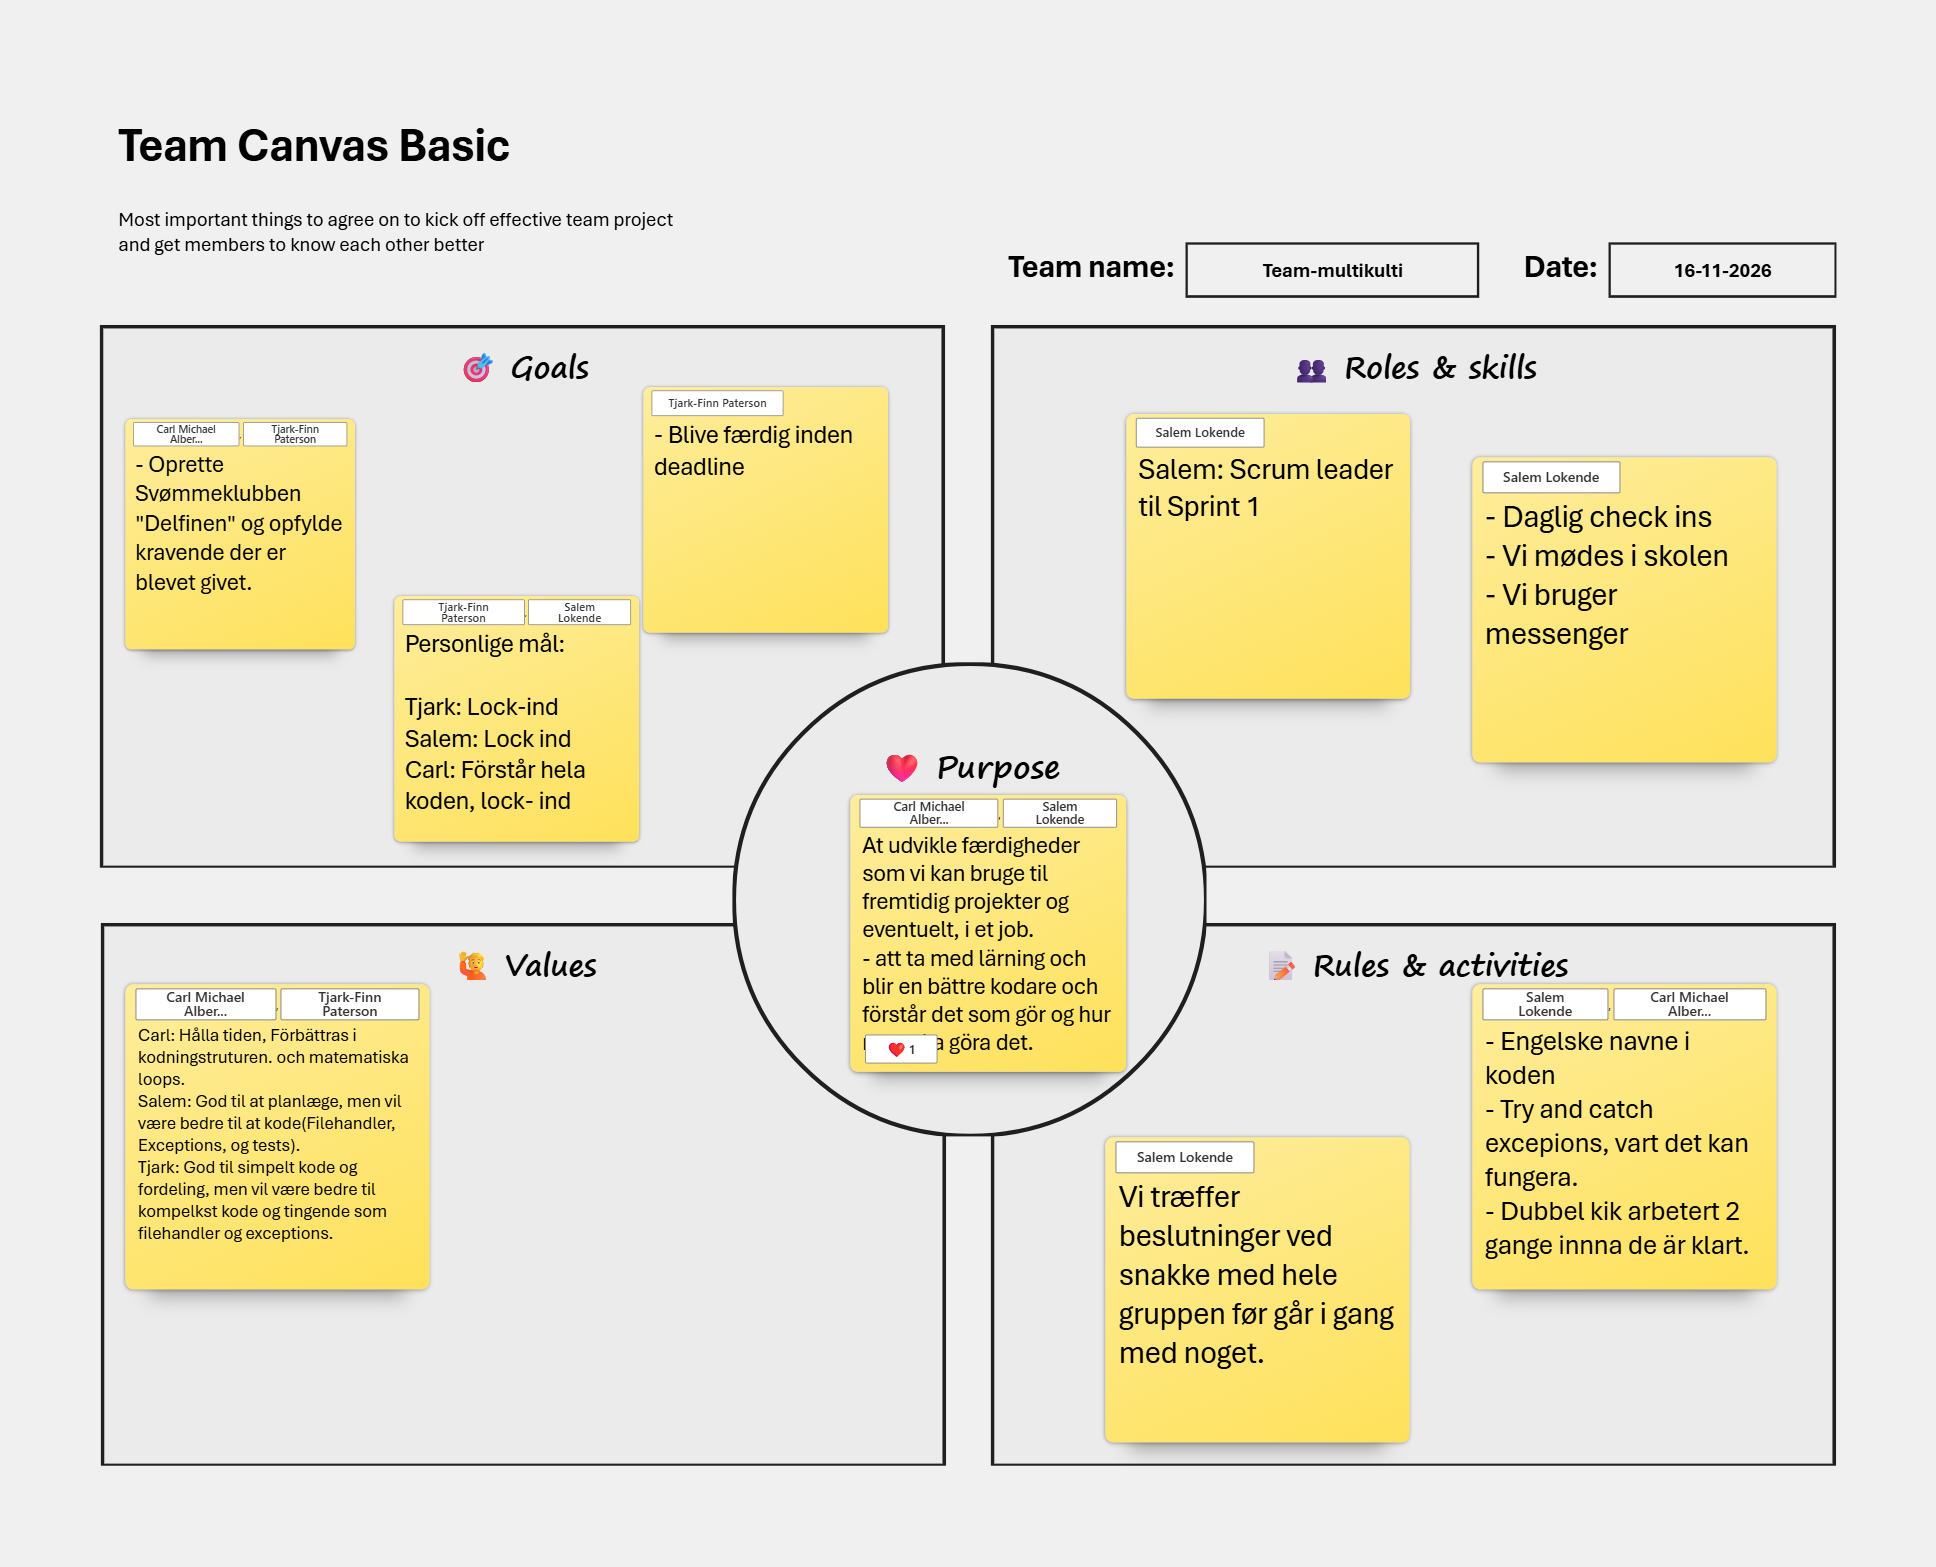 Team Canvas Basic
Most important things to agree on to kick off effective team project
and get members to know each other better
Team name:
Team-multikulti
Date:
16-11-2026
Goals
Carl Michael
Alber...
Tjark-Finn
Paterson
- Oprette
Svømmeklubben
"Delfinen" og opfylde
kravende der er
blevet givet.
Tjark-Finn Paterson
- Blive færdig inden
deadline
Tjark-Finn
Paterson
Salem
Lokende
Personlige mål:
Tjark: Lock-ind
Salem: Lock ind
Carl: Förstår hela
koden, lock- ind
Roles & skills
Salem Lokende
Salem: Scrum leader
til Sprint 1
Salem Lokende
- Daglig check ins
- Vi mødes i skolen
- Vi bruger
messenger
Purpose
Carl Michael
Alber...
Salem
Lokende
At udvikle færdigheder
som vi kan bruge til
fremtidig projekter og
eventuelt, i et job.
- att ta med lärning och
blir en bättre kodare och
förstår det som gör og hur
göra det.
1
Values
Carl Michael
Alber...
Tjark-Finn
Paterson
Carl: Hålla tiden, Förbättras i
kodningstruturen. och matematiska
loops.
Salem: God til at planlæge, men vil
være bedre til at kode(Filehandler,
Exceptions, og tests).
Tjark: God til simpelt kode og
fordeling, men vil være bedre til
kompelkst kode og tingende som
filehandler og exceptions.
Rules & activities
Salem
Lokende
Carl Michael
Alber...
- Engelske navne i
koden
- Try and catch
excepions, vart det kan
fungera.
- Dubbel kik arbetert 2
gange innna de är klart.
Salem Lokende
Vi træffer
beslutninger ved
snakke med hele
gruppen før går i gang
med noget.